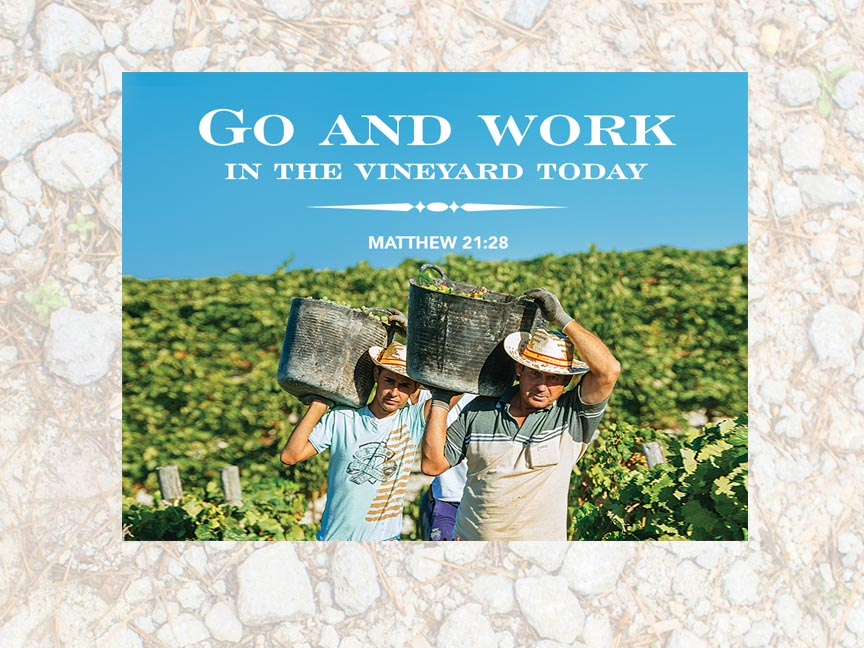 Go and work
in the vineyard today
MATTHEW 21:28